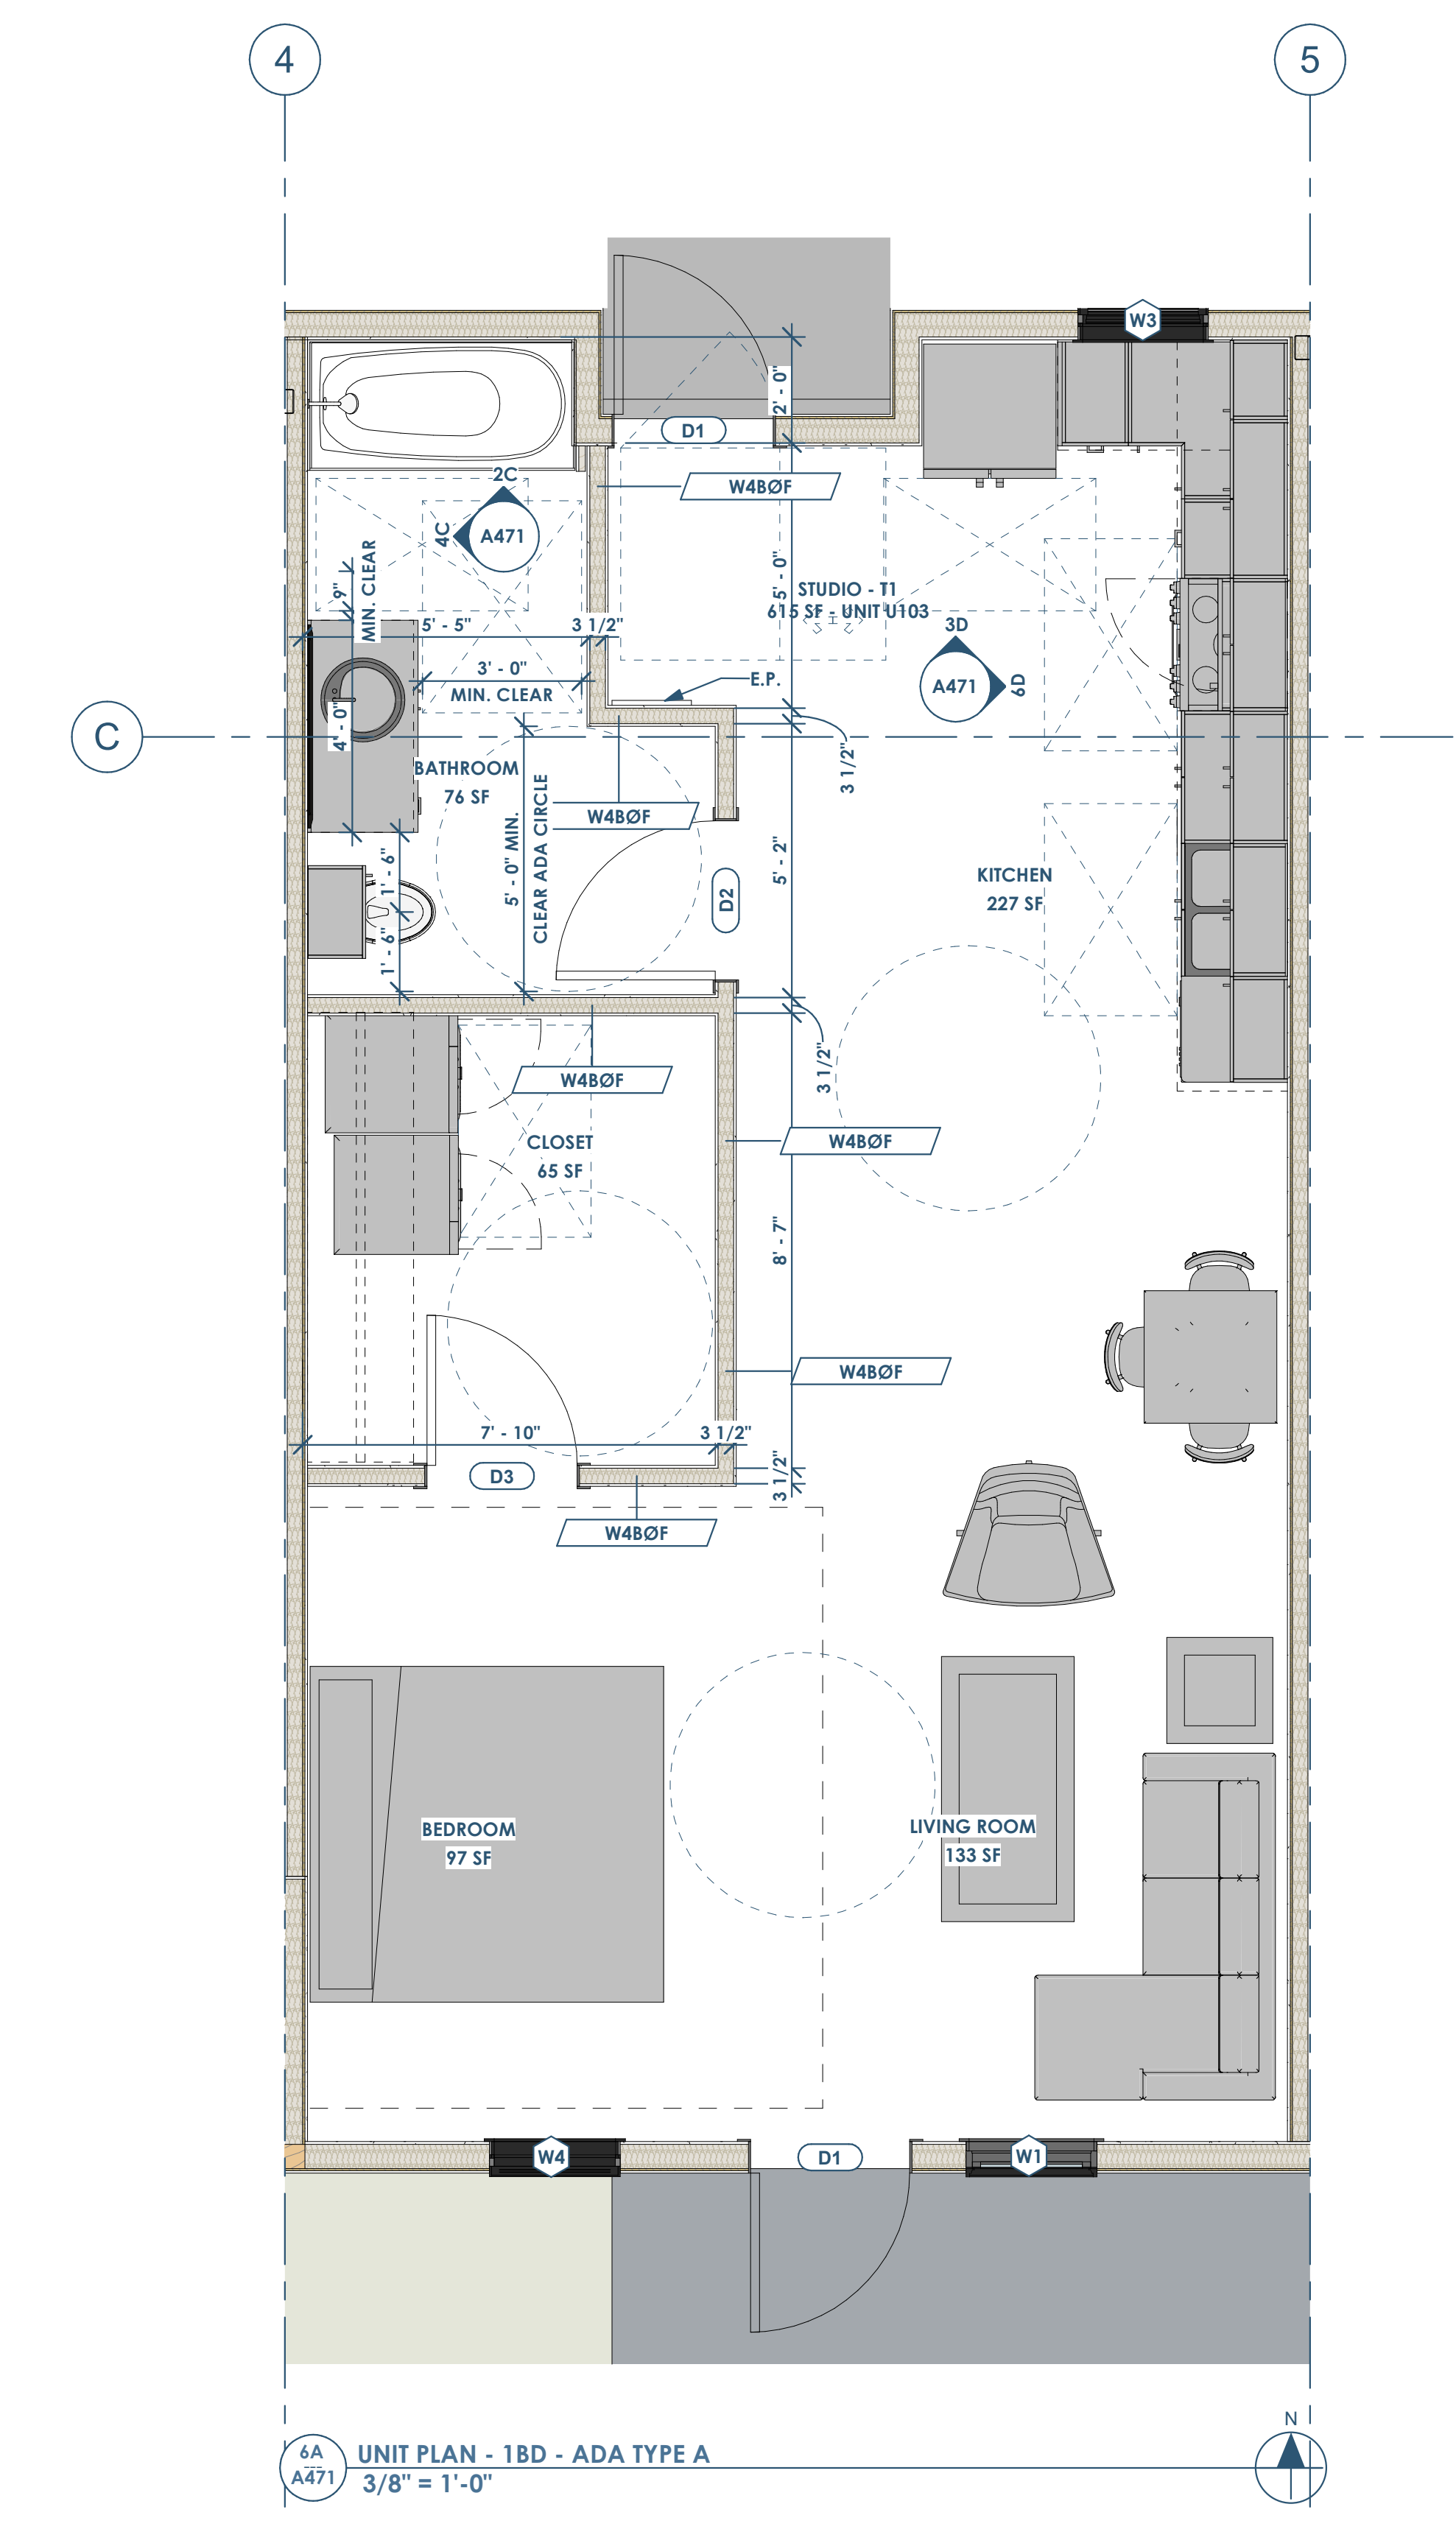 4
5
W3
2' - 0"
D1
W4BØF
2C
4C
A471
9"
MIN. CLEAR
5' - 0"
STUDIO - T1
615 SF - UNIT U103
5' - 5"
3 1/2"
3D
3' - 0"
MIN. CLEAR
E.P.
A471
6D
4' - 0"
C
3 1/2"
BATHROOM
76 SF
5' - 0" MIN.
CLEAR ADA CIRCLE
W4BØF
1' - 6"
5' - 2"
D2
KITCHEN
227 SF
1' - 6"
3 1/2"
W4BØF
CLOSET
65 SF
W4BØF
8' - 7"
W4BØF
7' - 10"
3 1/2"
D3
3 1/2"
W4BØF
BEDROOM
97 SF
LIVING ROOM
133 SF
W4
D1
W1
N
6A
---
A471
UNIT PLAN - 1BD - ADA TYPE A
3/8" = 1'-0"